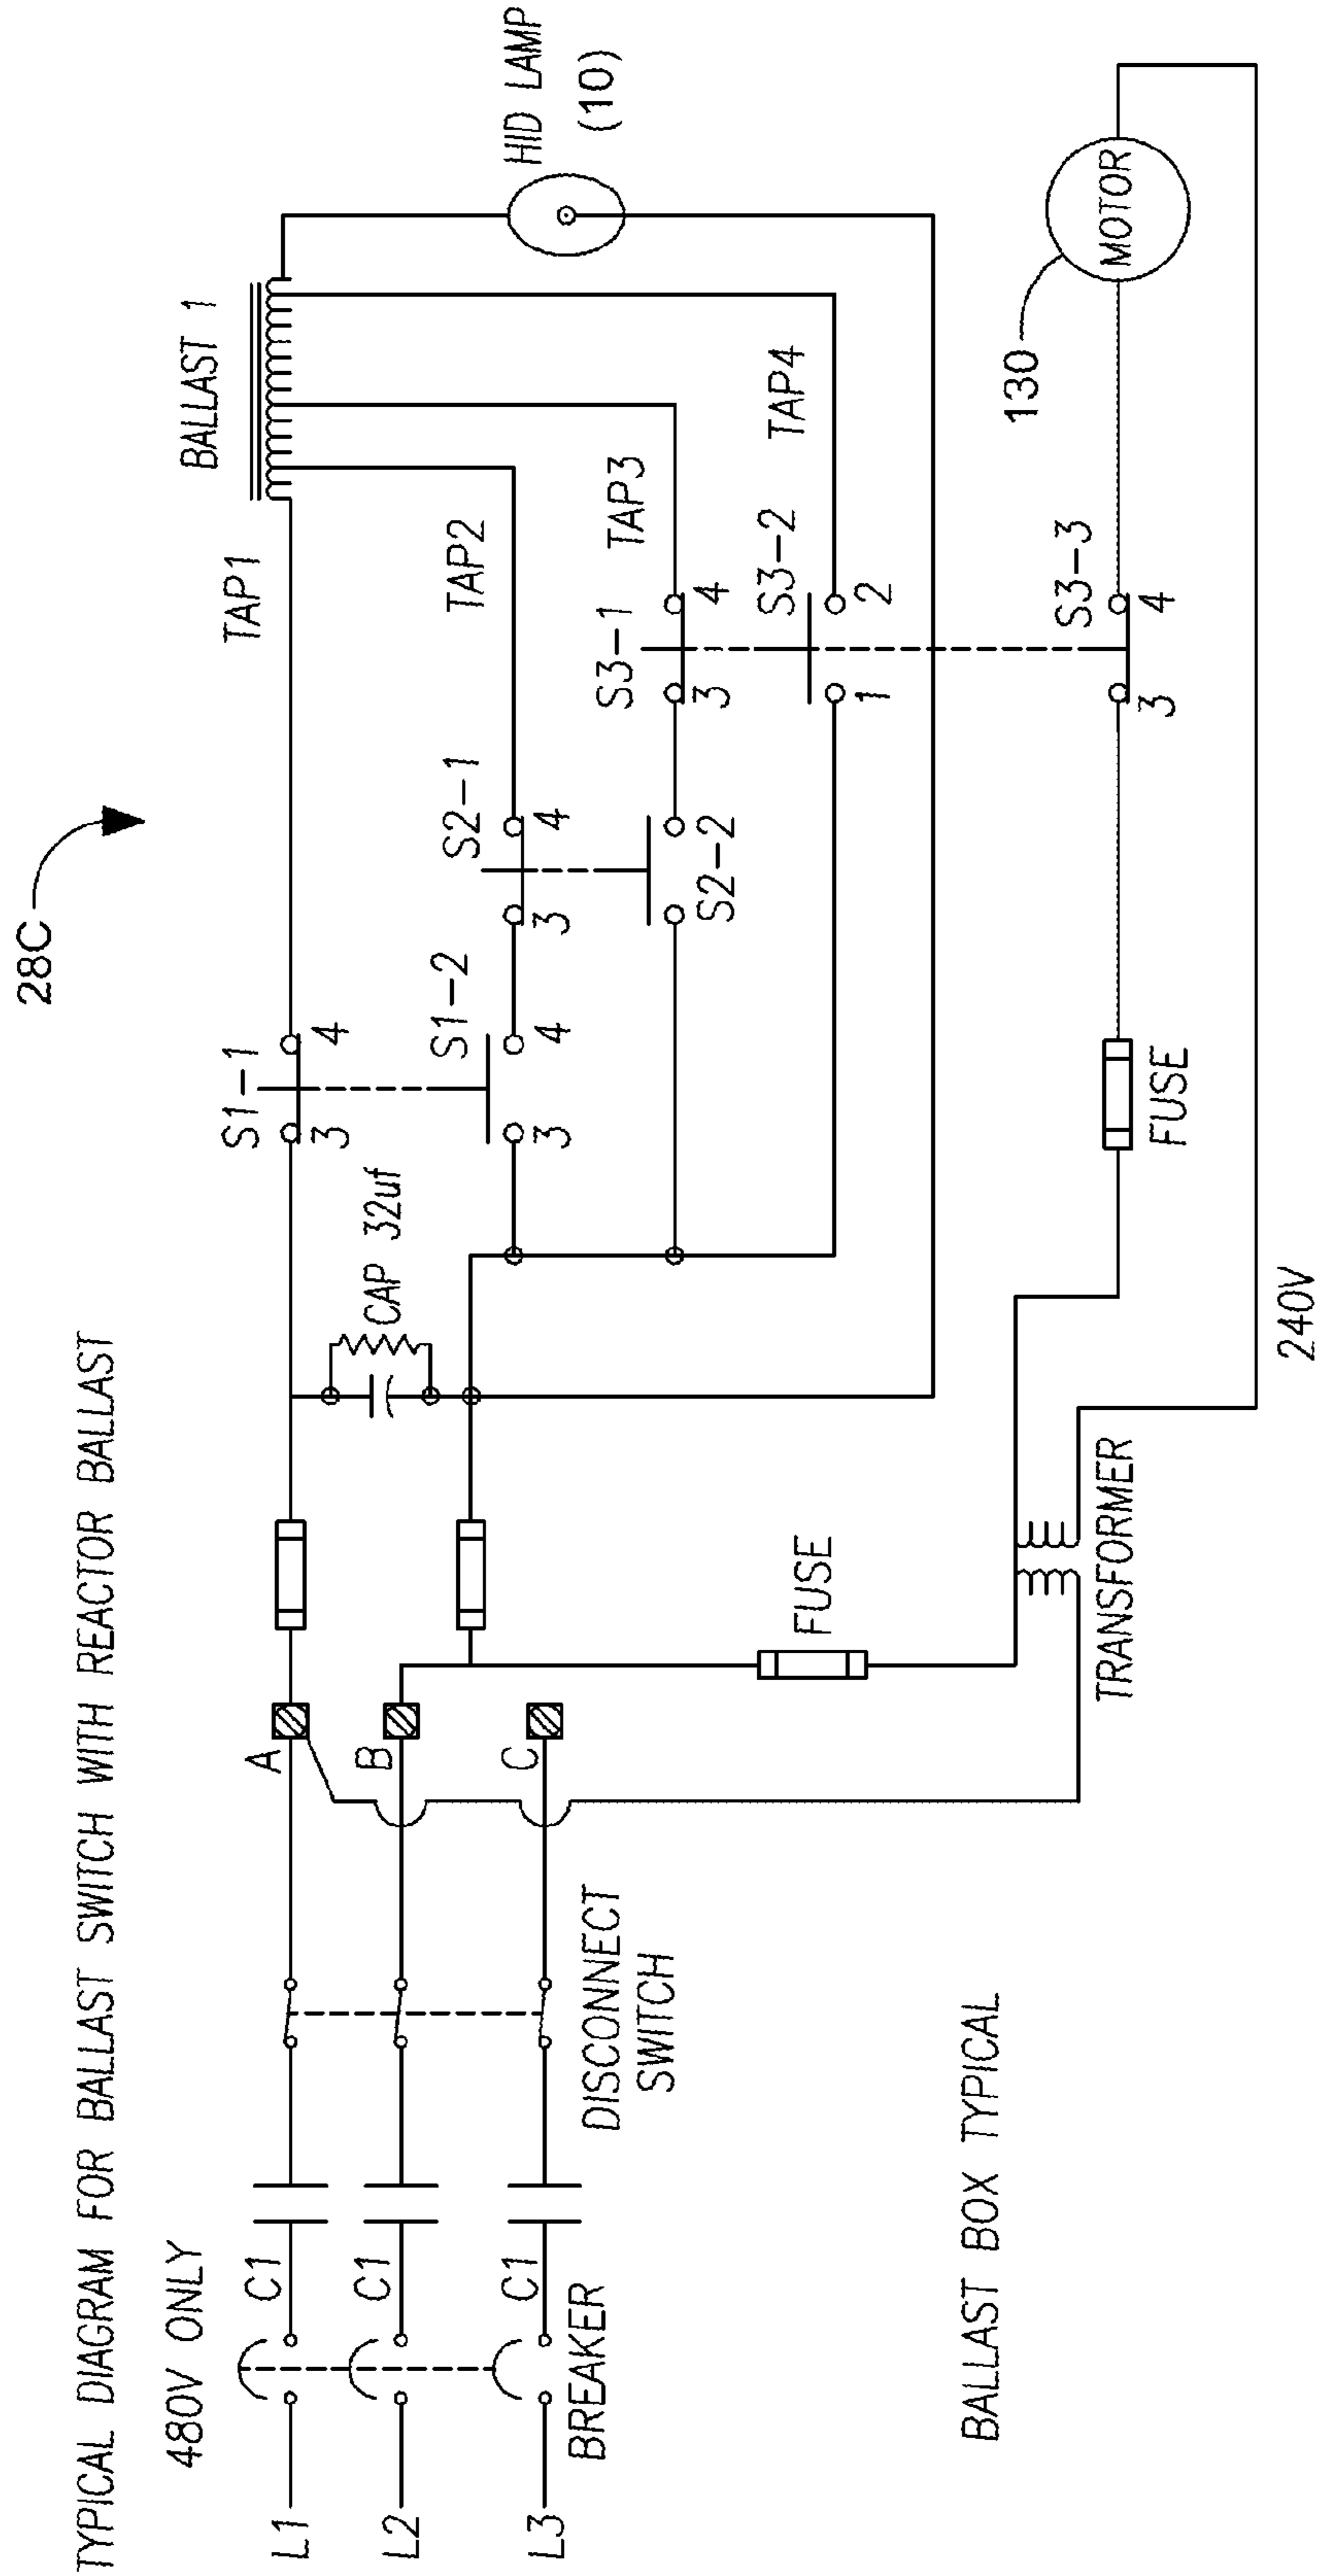 28C
TYPICAL DIAGRAM FOR BALLAST SWITCH WITH REACTOR BALLAST
480V ONLY
BALLAST 1
TAP1
S1-1
3
4
HID LAMP
(10)
L1
C1
A
CAP 32uf
S1-2
3
4
S2-1
3
4
TAP2
L2
C1
B
S2-2
S3-1
3
4
TAP3
L3
C1
C
BREAKER
DISCONNECT
SWITCH
S3-2
1
2
TAP4
FUSE
130
MOTOR
S3-3
3
4
FUSE
TRANSFORMER
240V
BALLAST BOX TYPICAL